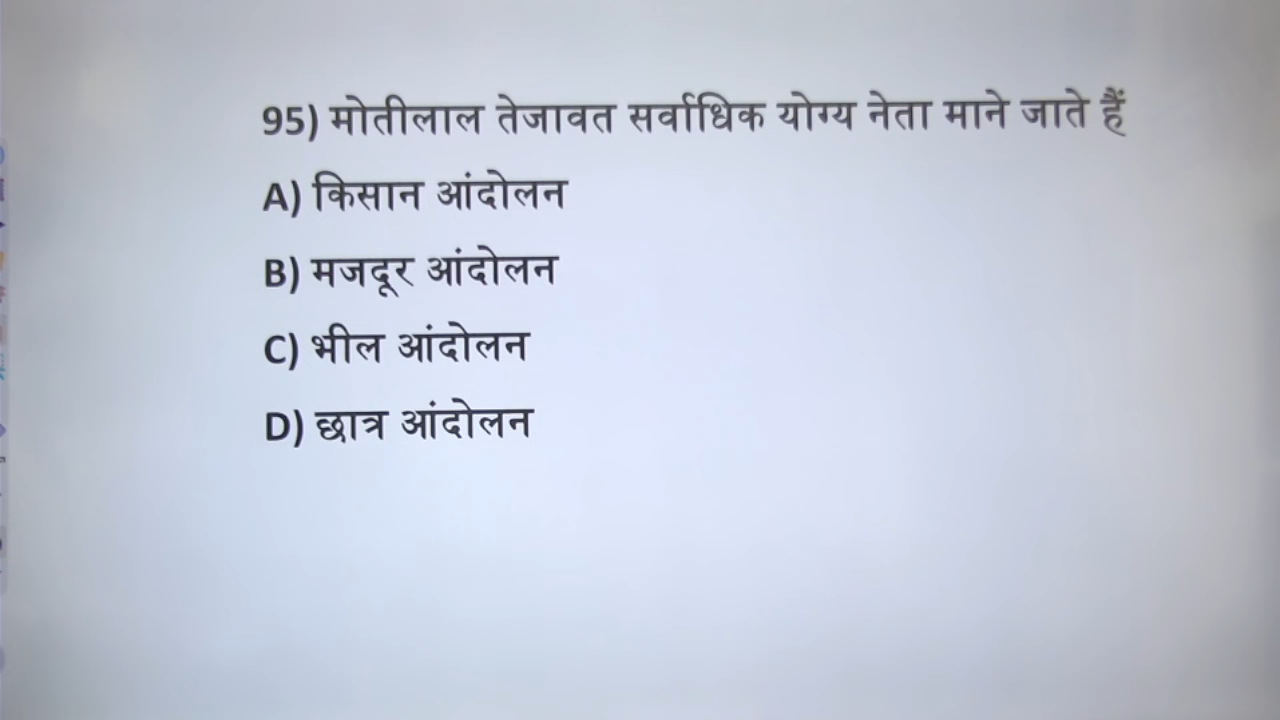 95) मोतीलाल तेजावत सर्वाधिक योग्य नेता माने जाते हैं
A) किसान आंदोलन
B) मजदूर आंदोलन
C) भील आंदोलन
D) छात्र आंदोलन